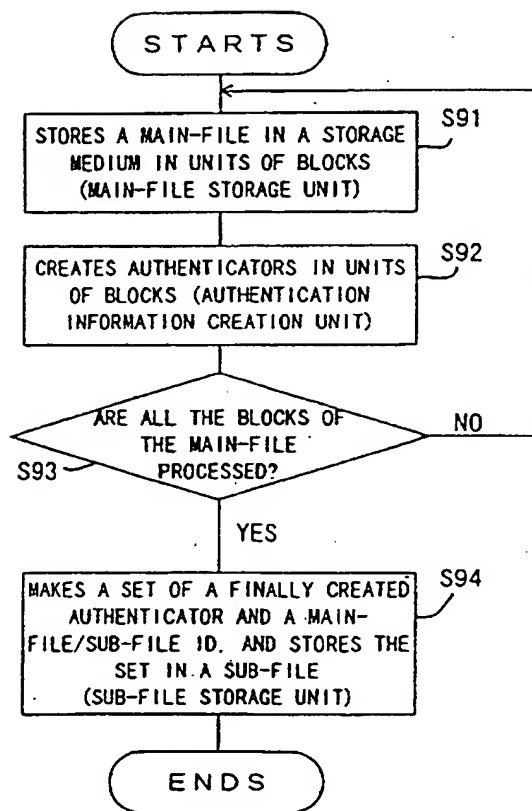 STARTS
S91
STORES A MAIN-FILE IN A STORAGE
MEDIUM IN UNITS OF BLOCKS
(MAIN-FILE STORAGE UNIT)
S92
CREATES AUTHENTICATORS IN UNITS
OF BLOCKS (AUTHENTICATION
INFORMATION CREATION UNIT)
ARE ALL THE BLOCKS OF
THE MAIN-FILE
PROCESSED?
NO
S93
YES
S94
MAKES A SET OF A FINALLY CREATED
AUTHENTICATOR AND A MAIN-
FILE/SUB-FILE ID. AND STORES THE
SET IN A SUB-FILE
(SUB-FILE STORAGE UNIT)
ENDS